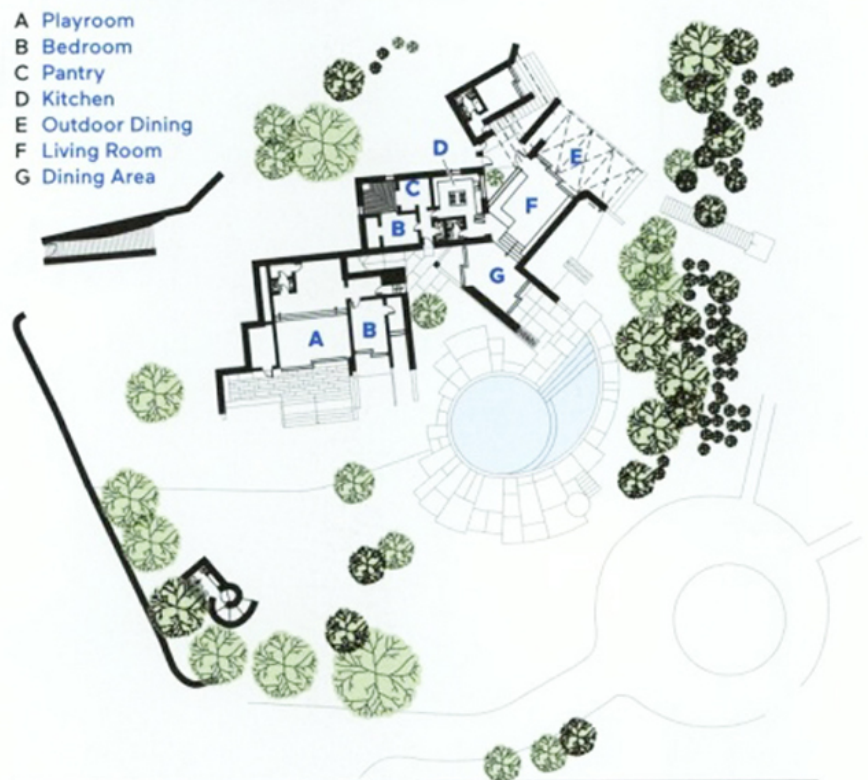 A Playroom
B Bedroom
C Pantry
D Kitchen
E Outdoor Dining
F Living Room
G Dining Area
D
E
C
F
B
G
A
B